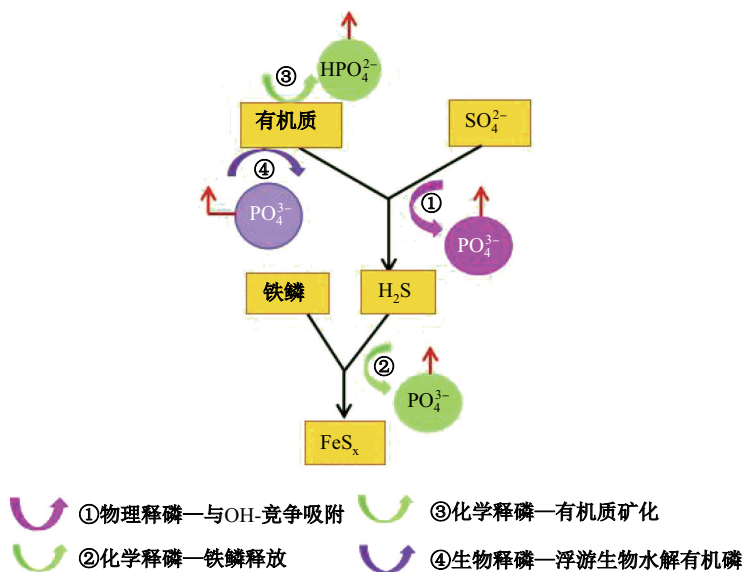 ③
HPO₄²⁻
有机质
SO₄²⁻
④
①
PO₄³⁻
PO₄³⁻
铁鳞
H₂S
②
PO₄³⁻
FeSₓ
①物理释磷—与OH-竞争吸附
③化学释磷—有机质矿化
②化学释磷—铁鳞释放
④生物释磷—浮游生物水解有机磷